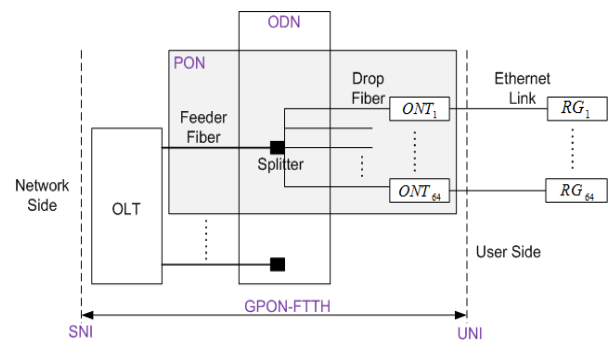 ODN
PON
Drop
Fiber
Ethernet
Link
Feeder
Fiber
ONT1
RG1
Splitter
Network
Side
OLT
ONT64
RG64
User Side
GPON-FTTH
SNI
UNI